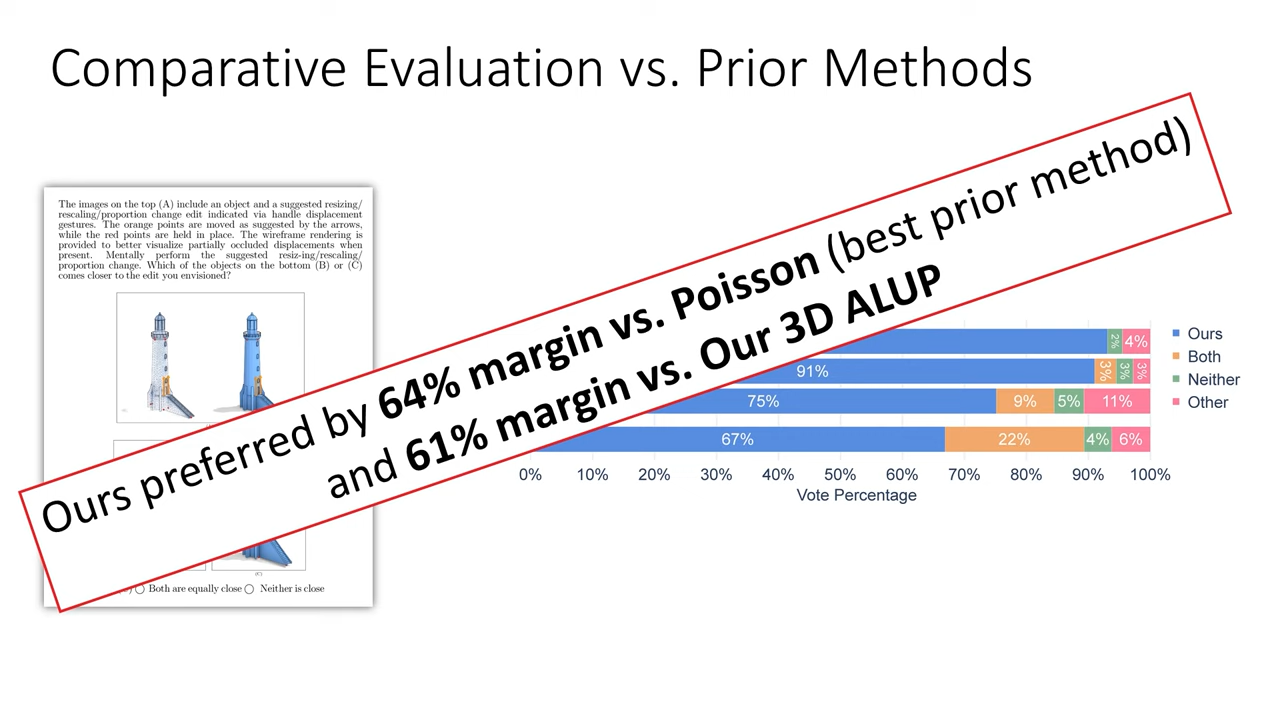 Comparative Evaluation vs. Prior Methods
The images on the top (A) include an object and a suggested resizing/
rescaling/proportion change edit indicated via handle displacement
gestures. The orange points are moved as suggested by the arrows,
while the red points are held in place. The wireframe rendering is
provided to better visualize partially occluded displacements when
present. Mentally perform the suggested resiz-ing/rescaling/
proportion change. Which of the objects on the bottom (B) or (C)
comes closer to the edit you envisioned?
Ours preferred by 64% margin vs. Poisson (best prior method)
and 61% margin vs. Our 3D ALUP
Both are equally close
Neither is close
2%
4%
91%
3%
3%
3%
75%
9%
5%
11%
67%
22%
4%
6%
0%
10%
20%
30%
40%
50%
60%
70%
80%
90%
100%
Vote Percentage
Ours
Both
Neither
Other